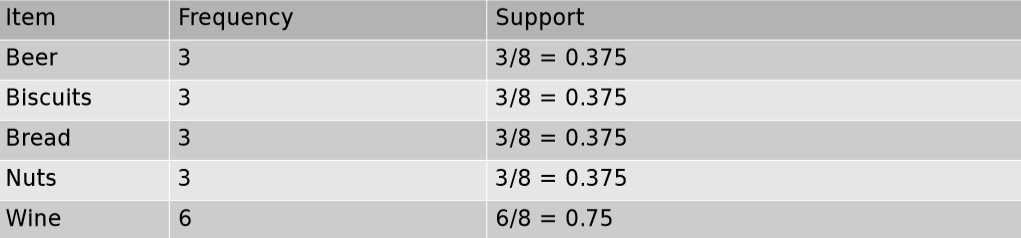 Item Frequency Support
Beer 3 3/8 = 0.375
Biscuits 3 3/8 = 0.375
Bread 3 3/8 = 0.375
Nuts 3 3/8 = 0.375
Wine 6 6/8 = 0.75